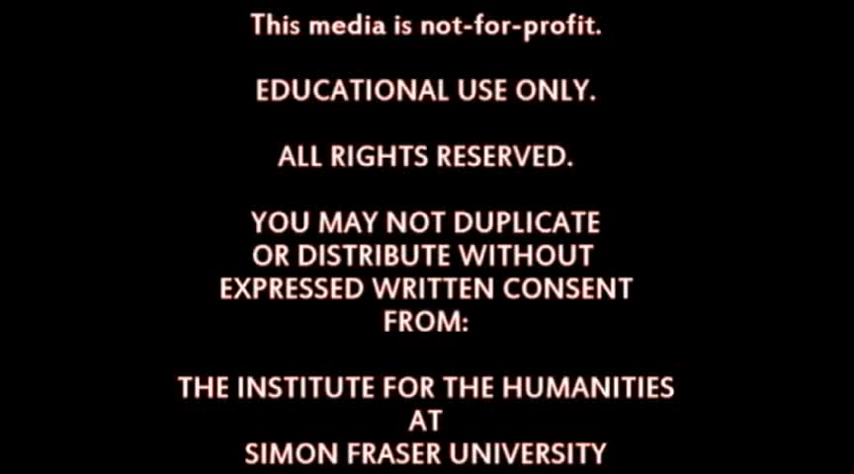 This media is not-for-profit.
EDUCATIONAL USE ONLY.
ALL RIGHTS RESERVED.
YOU MAY NOT DUPLICATE
OR DISTRIBUTE WITHOUT
EXPRESSED WRITTEN CONSENT
FROM:
THE INSTITUTE FOR THE HUMANITIES
AT
SIMON FRASER UNIVERSITY